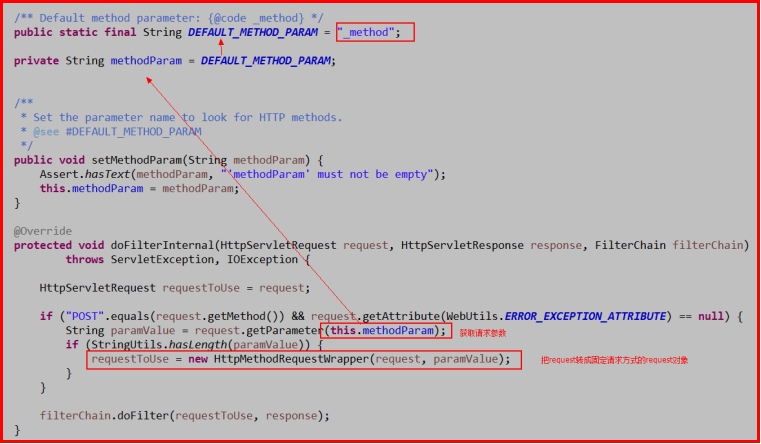 /** Default method parameter: {@code _method} */
public static final String DEFAULT_METHOD_PARAM = "_method";
private String methodParam = DEFAULT_METHOD_PARAM;
/**
 * Set the parameter name to look for HTTP methods.
 * @see #DEFAULT_METHOD_PARAM
 */
public void setMethodParam(String methodParam) {
    Assert.hasText(methodParam, "'methodParam' must not be empty");
    this.methodParam = methodParam;
}
@Override
protected void doFilterInternal(HttpServletRequest request, HttpServletResponse response, FilterChain filterChain)
        throws ServletException, IOException {
    HttpServletRequest requestToUse = request;
    if ("POST".equals(request.getMethod()) && request.getAttribute(WebUtils.ERROR_EXCEPTION_ATTRIBUTE) == null) {
        String paramValue = request.getParameter(this.methodParam); 获取请求参数
        if (StringUtils.hasLength(paramValue)) {
            requestToUse = new HttpMethodRequestWrapper(request, paramValue); 把request转成固定请求方式的request对象
        }
    }
    filterChain.doFilter(requestToUse, response);
}